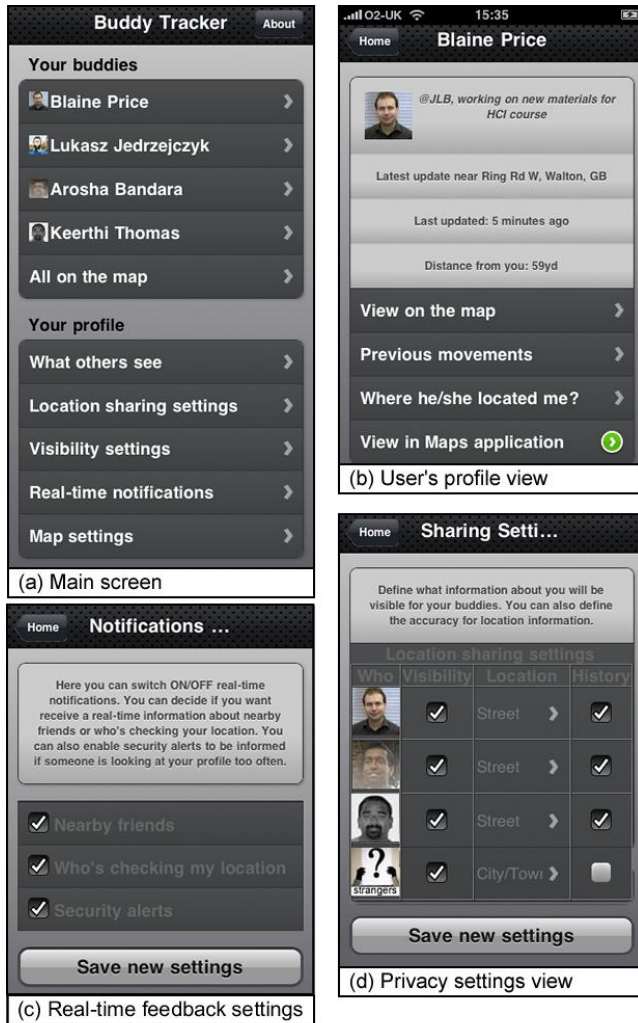 Buddy Tracker
About
Your buddies
Blaine Price
Lukasz Jedrzejczyk
Arosha Bandara
Keerthi Thomas
All on the map
Your profile
What others see
Location sharing settings
Visibility settings
Real-time notifications
Map settings
(a) Main screen
O2-UK
15:35
Home
Blaine Price
@JLB, working on new materials for
HCI course
Latest update near Ring Rd W, Walton, GB
Last updated: 5 minutes ago
Distance from you: 59yd
View on the map
Previous movements
Where he/she located me?
View in Maps application
(b) User's profile view
Home
Notifications ...
Here you can switch ON/OFF real-time
notifications. You can decide if you want
receive a real-time information about nearby
friends or who's checking your location. You
can also enable security alerts to be informed
if someone is looking at your profile too often.
Nearby friends
Who's checking my location
Security alerts
Save new settings
(c) Real-time feedback settings
Home
Sharing Setti...
Define what information about you will be
visible for your buddies. You can also define
the accuracy for location information.
Location sharing settings
Who Visibility Location History
Street
Street
Street
?
strangers
City/Tow
Save new settings
(d) Privacy settings view